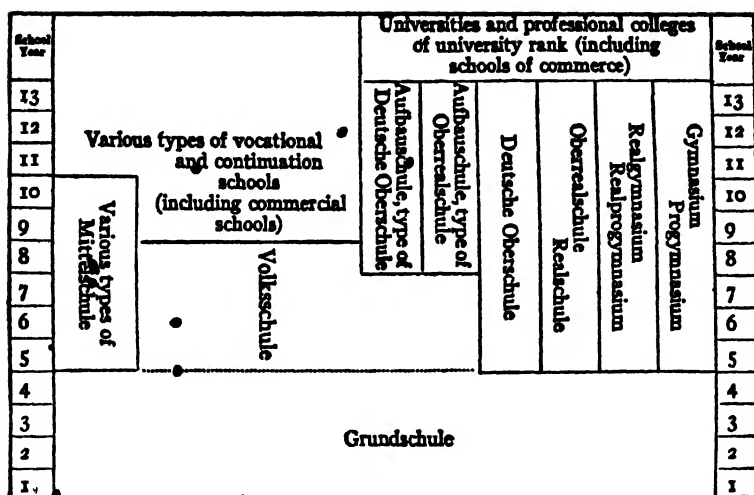 School
Year
13
12
11
10
9
8
7
6
5
4
3
2
1
Various types of vocational
and continuation
schools
(including commercial
schools)
Various types of
Mittelschule
Volksschule
Universities and professional colleges
of university rank (including
schools of commerce)
Aufbauschule, type of
Deutsche Oberschule
Aufbauschule, type of
Oberrealschule
Deutsche Oberschule
Oberrealschule
Realschule
Realgymnasium
Realprogymnasium
Gymnasium
Progymnasium
Grundschule
School
Year
13
12
11
10
9
8
7
6
5
4
3
2
1